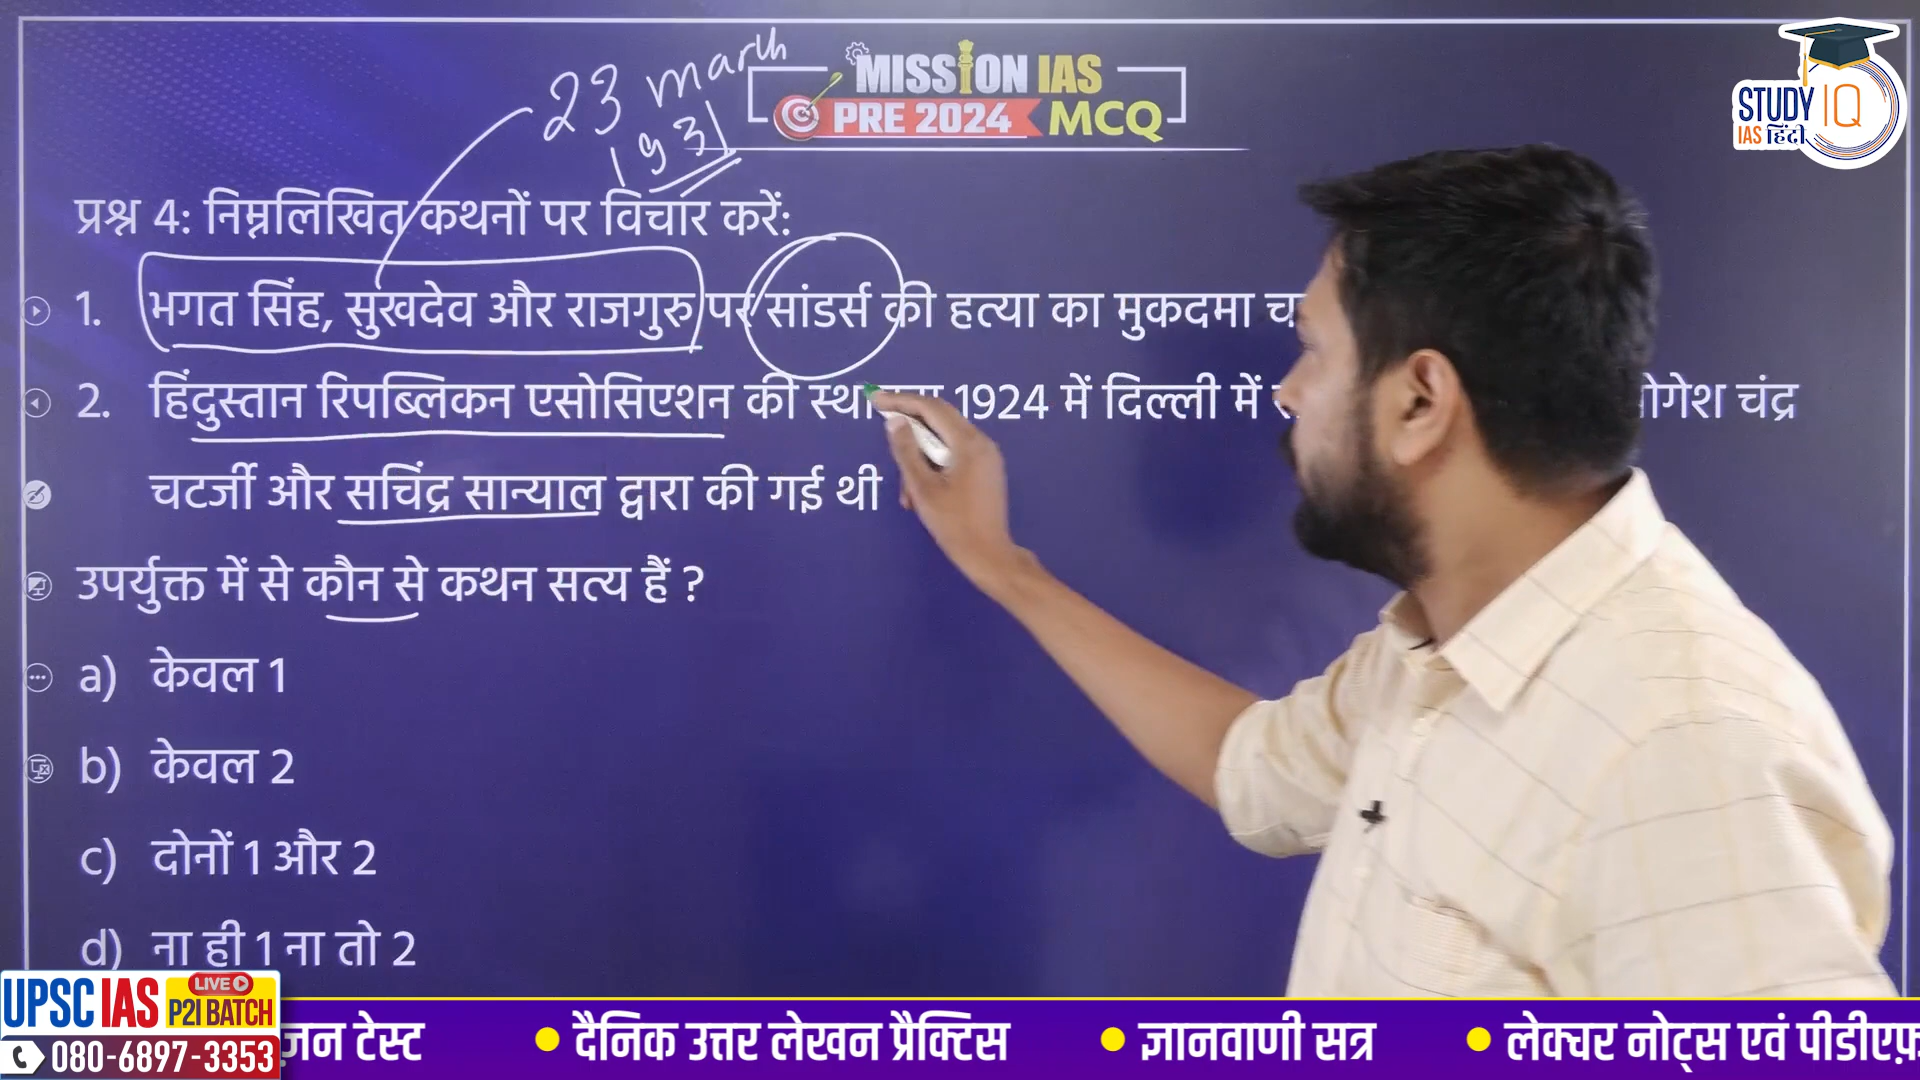 23 march
1931
MISSION IAS
PRE 2024 MCQ
STUDY IQ
IAS हिंदी
प्रश्न 4: निम्नलिखित कथनों पर विचार करें:
1. भगत सिंह, सुखदेव और राजगुरु पर सांडर्स की हत्या का मुकदमा
2. हिंदुस्तान रिपब्लिकन एसोसिएशन की 1924 में दिल्ली में चंद्र
चटर्जी और सचिंद्र सान्याल द्वारा की गई थी
उपर्युक्त में से कौन से कथन सत्य हैं ?
a) केवल 1
b) केवल 2
c) दोनों 1 और 2
d) ना ही 1 ना तो 2
UPSC IAS LIVE P2I BATCH
080-6897-3353
टेस्ट • दैनिक उत्तर लेखन प्रैक्टिस • ज्ञानवाणी सत्र • लेक्चर नोट्स एवं